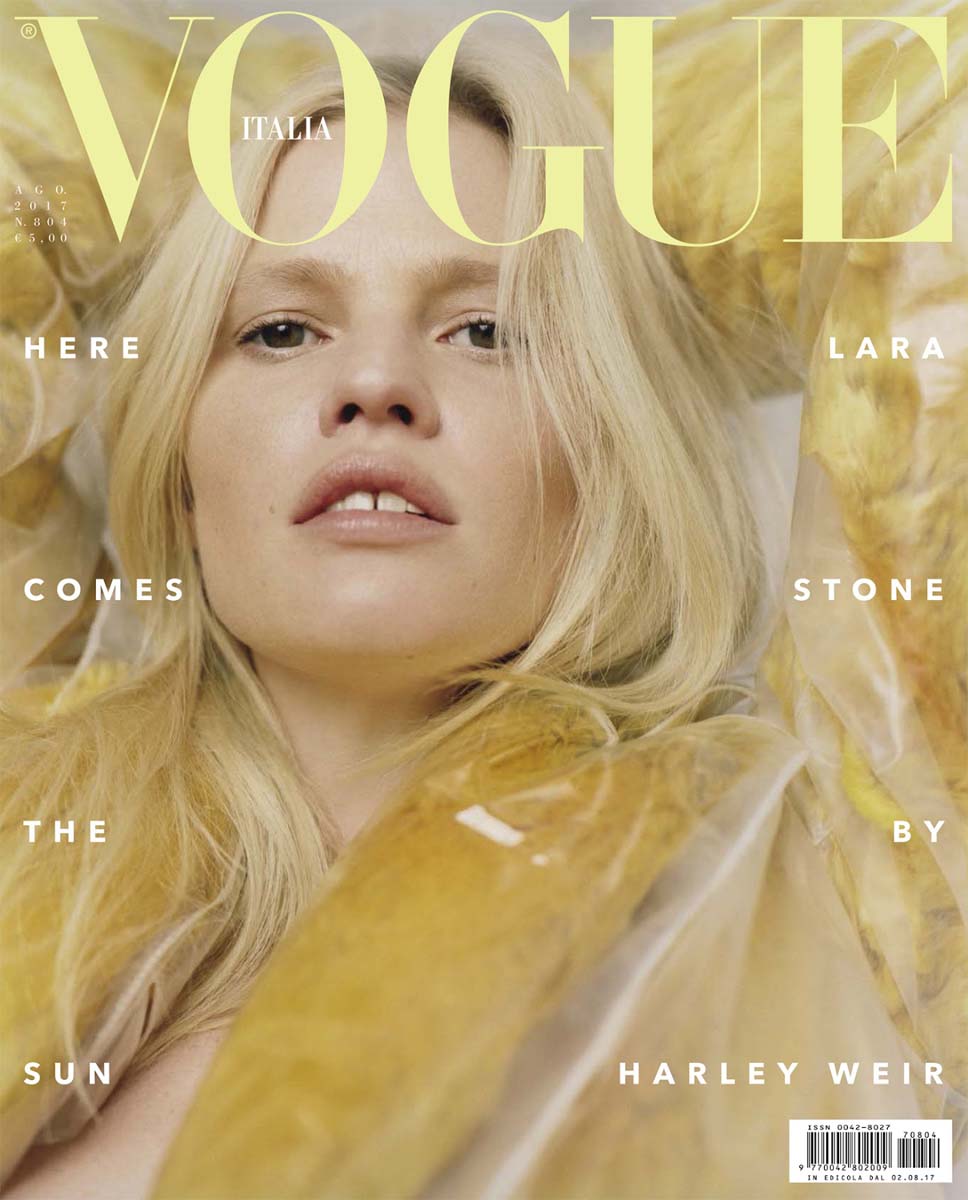 ®
VOGUE
ITALIA
AGO.
2017
N. 804
€5,00
HERE
LARA
COMES
STONE
THE
BY
SUN
HARLEY WEIR
ISSN 0042-8027
70804
9 770042 802009
IN EDICOLA DAL 02.08.17